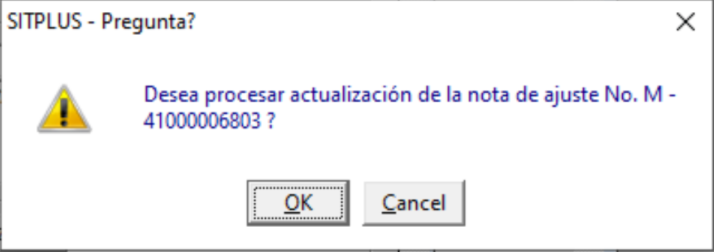 SITPLUS - Pregunta?
Desea procesar actualización de la nota de ajuste No. M -
41000006803 ?
OK
Cancel